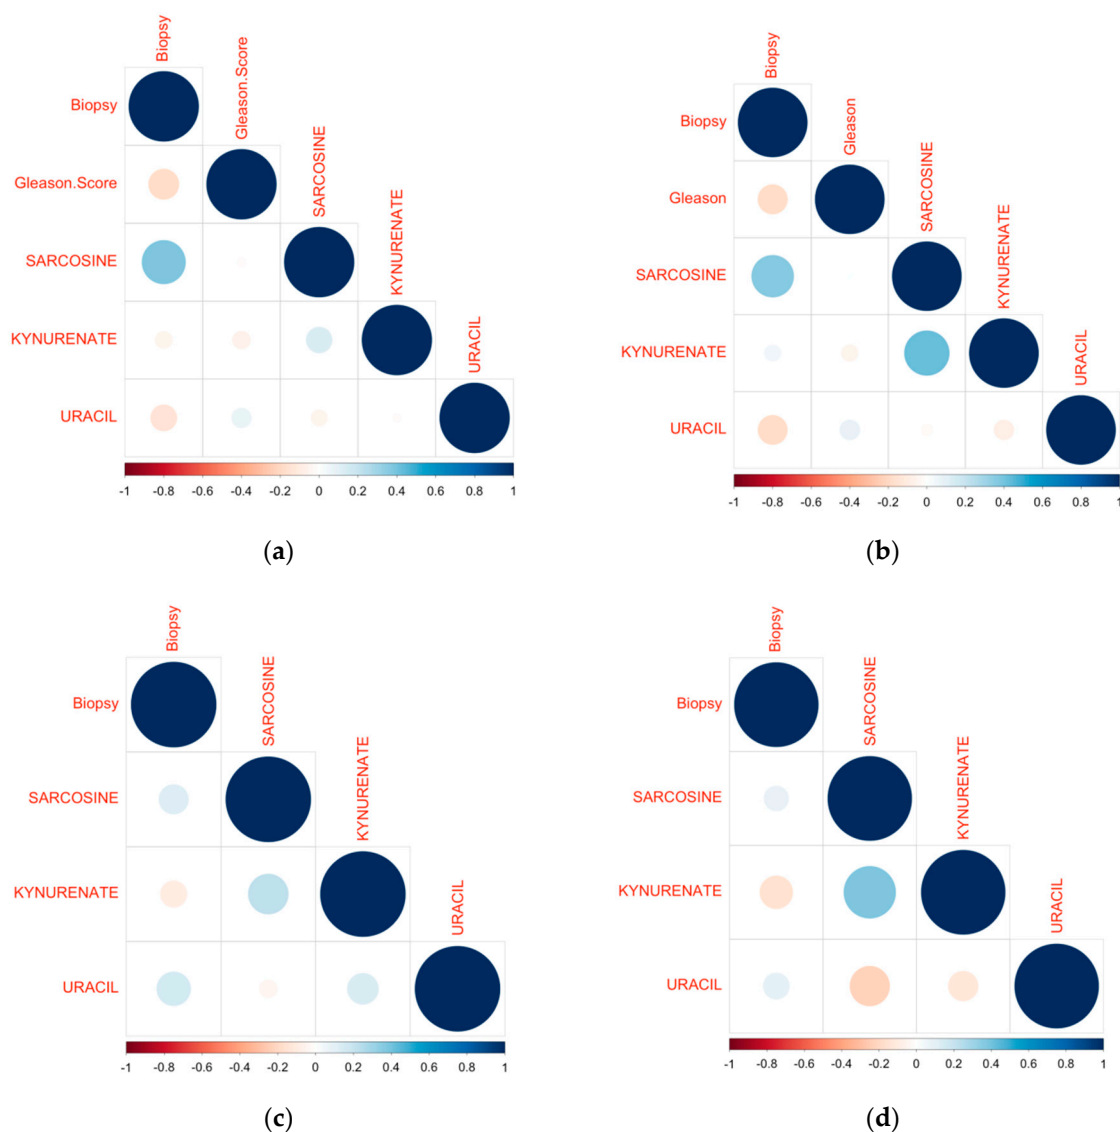 Biopsy
Gleason.Score
SARCOSINE
KYNURENATE
URACIL
Biopsy
Gleason.Score
SARCOSINE
KYNURENATE
URACIL
-1 -0.8 -0.6 -0.4 -0.2 0 0.2 0.4 0.6 0.8 1
(a)
Biopsy
Gleason
SARCOSINE
KYNURENATE
URACIL
Biopsy
Gleason
SARCOSINE
KYNURENATE
URACIL
-1 -0.8 -0.6 -0.4 -0.2 0 0.2 0.4 0.6 0.8 1
(b)
Biopsy
SARCOSINE
KYNURENATE
URACIL
Biopsy
SARCOSINE
KYNURENATE
URACIL
-1 -0.8 -0.6 -0.4 -0.2 0 0.2 0.4 0.6 0.8 1
(c)
Biopsy
SARCOSINE
KYNURENATE
URACIL
Biopsy
SARCOSINE
KYNURENATE
URACIL
-1 -0.8 -0.6 -0.4 -0.2 0 0.2 0.4 0.6 0.8 1
(d)